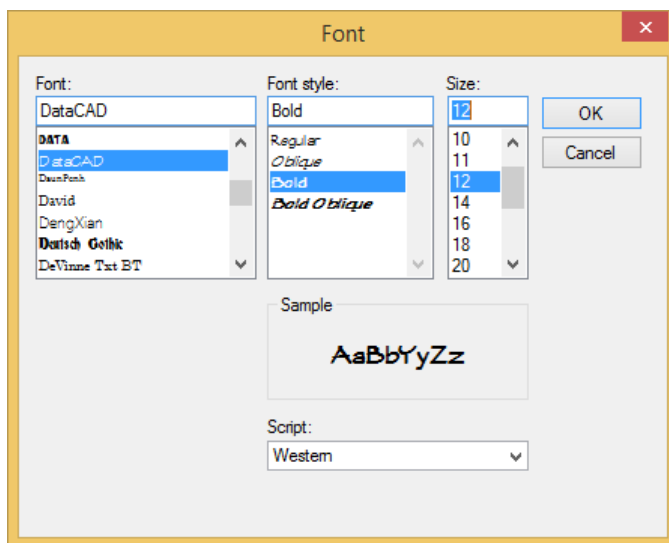 Font
Font: Font style: Size:
DataCAD Bold 12 OK
DATA Regular 10 Cancel
DataCAD Oblique 11
DaunPenh Bold 12
David Bold Oblique 14
DengXian 16
Deutsch Gothic 18
DeVinne Txt BT 20
Sample
AaBbYyZz
Script:
Western